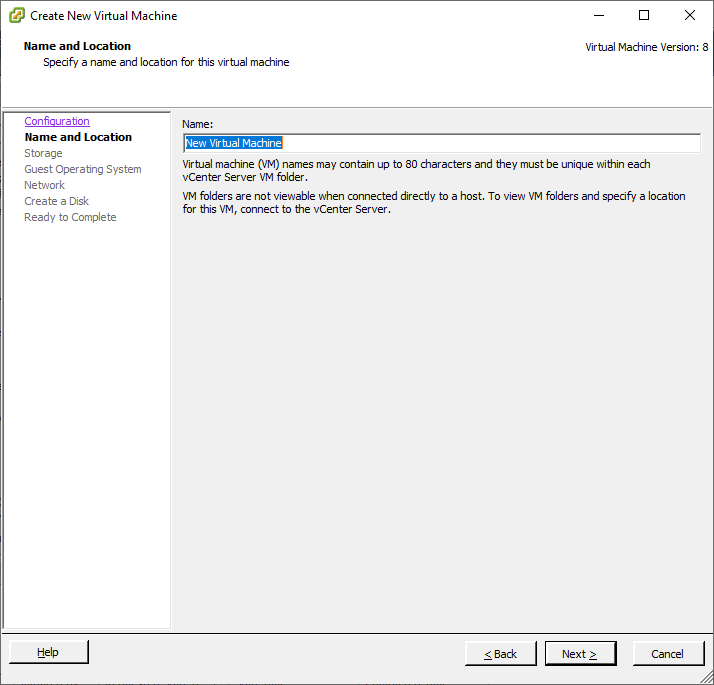 Create New Virtual Machine
Name and Location
Specify a name and location for this virtual machine
Virtual Machine Version: 8
Configuration
Name and Location
Storage
Guest Operating System
Network
Create a Disk
Ready to Complete
Name:
New Virtual Machine
Virtual machine (VM) names may contain up to 80 characters and they must be unique within each
vCenter Server VM folder.
VM folders are not viewable when connected directly to a host. To view VM folders and specify a location
for this VM, connect to the vCenter Server.
Help
< Back
Next >
Cancel